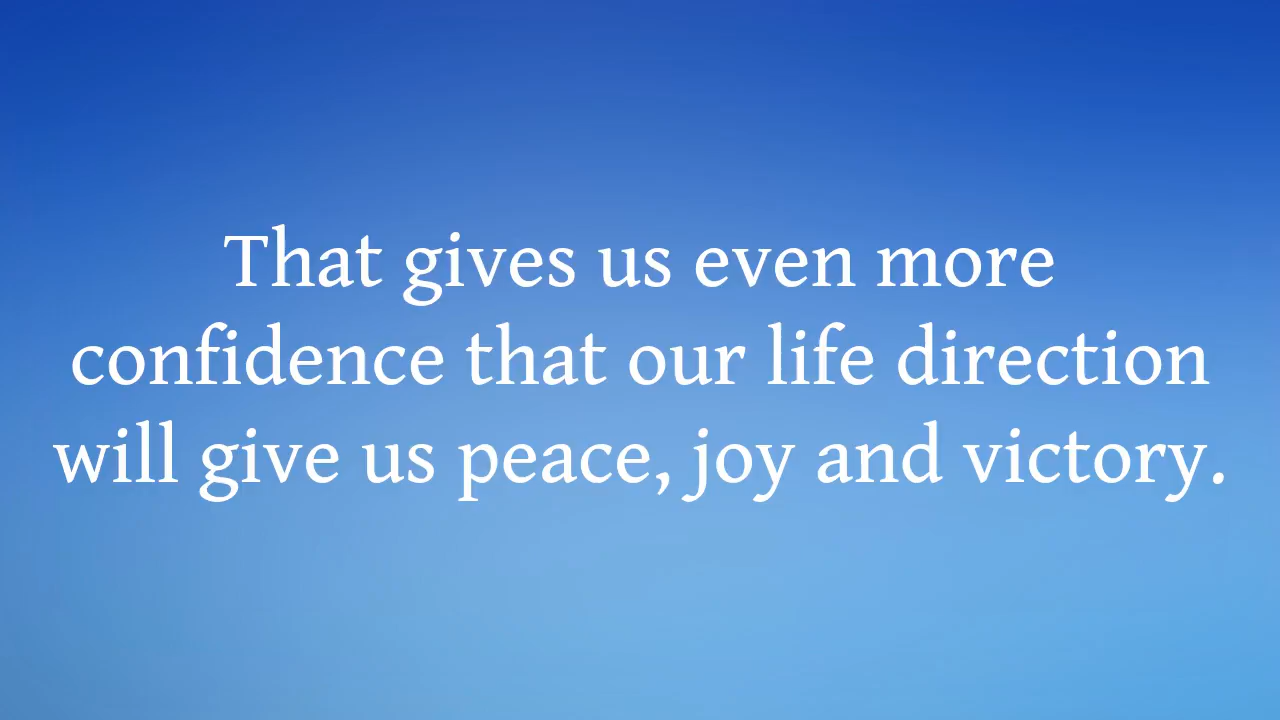 That gives us even more
confidence that our life direction
will give us peace, joy and victory.